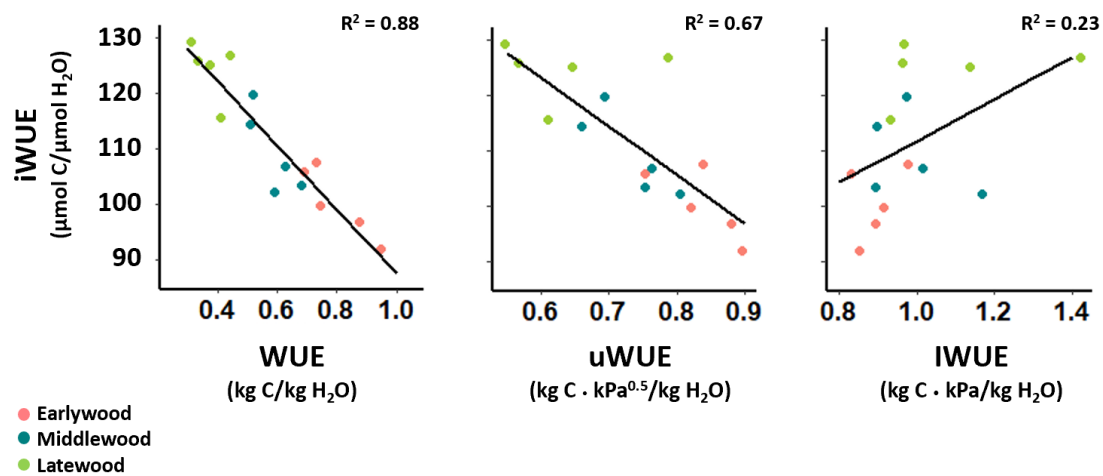 R² = 0.88
R² = 0.67
R² = 0.23
130
120
110
100
90
iWUE
(μmol C/μmol H₂O)
0.4 0.6 0.8 1.0
0.6 0.7 0.8 0.9
0.8 1.0 1.2 1.4
WUE
(kg C/kg H₂O)
uWUE
(kg C · kPa⁰·⁵/kg H₂O)
IWUE
(kg C · kPa/kg H₂O)
Earlywood
Middlewood
Latewood